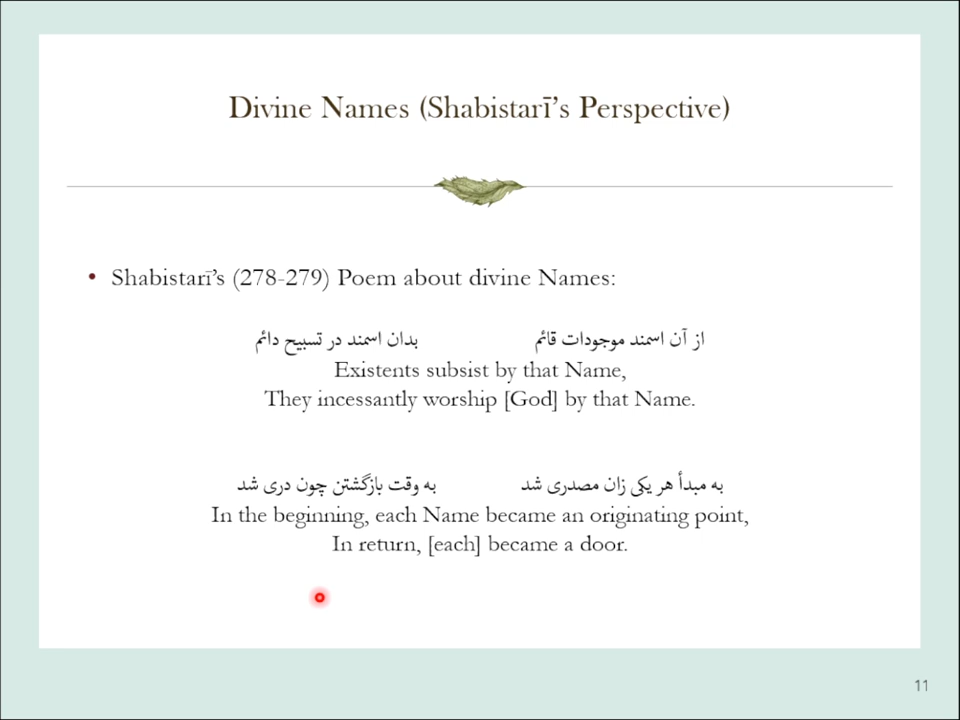 Divine Names (Shabistarī’s Perspective)
• Shabistarī’s (278-279) Poem about divine Names:
از آن اسمند موجودات قائم بدان اسمند در تسبیح دائم
Existents subsist by that Name,
They incessantly worship [God] by that Name.
به مبدأ هر یکی زان مصدری شد به وقت بازگشتن چون دری شد
In the beginning, each Name became an originating point,
In return, [each] became a door.
11